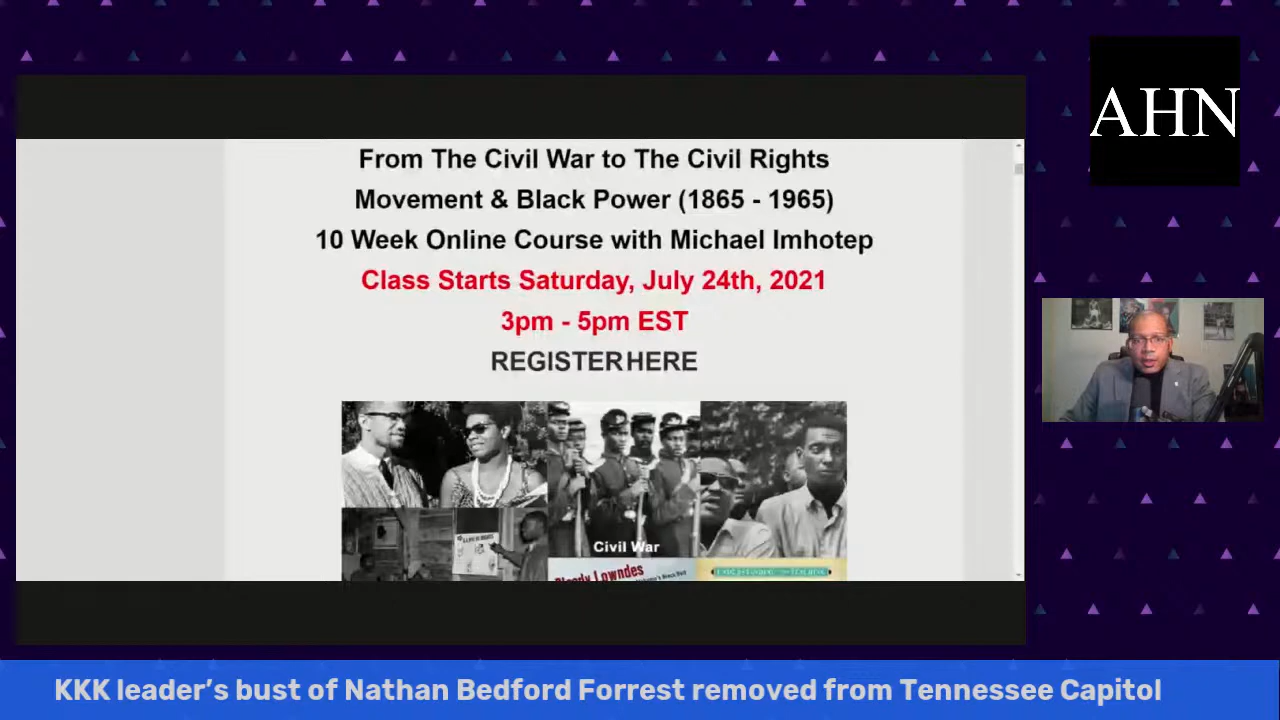 From The Civil War to The Civil Rights
Movement & Black Power (1865 - 1965)
10 Week Online Course with Michael Imhotep
Class Starts Saturday, July 24th, 2021
3pm - 5pm EST
REGISTER HERE
Civil War
Bloody Lowndes
AHN
KKK leader's bust of Nathan Bedford Forrest removed from Tennessee Capitol